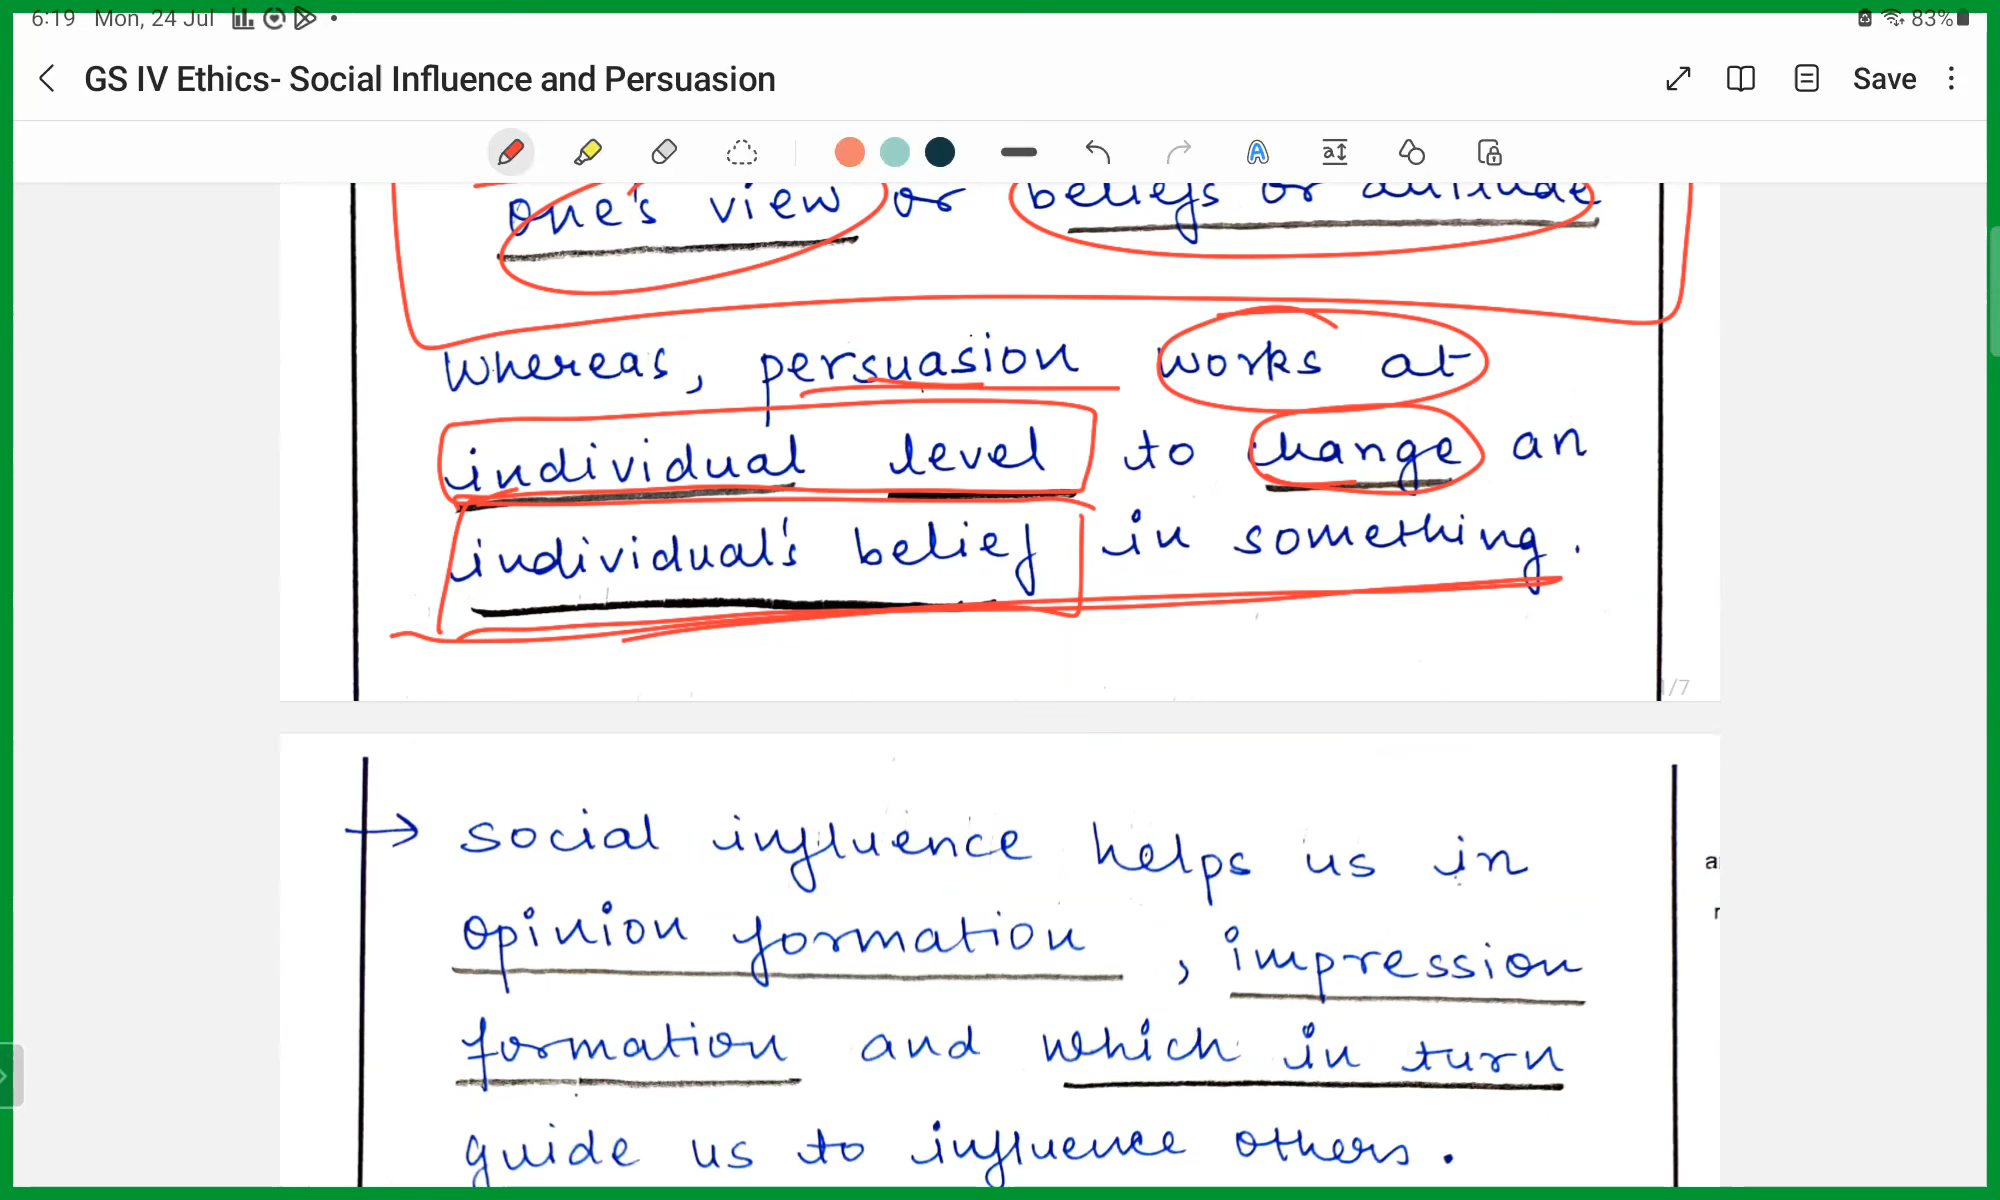 6:19 Mon, 24 Jul
83%
GS IV Ethics- Social Influence and Persuasion
Save
one's view or beliefs or attitude
whereas, persuasion works at
individual level to change an
individual's belief in something.
1/7
→ social influence helps us in
opinion formation, impression
formation and which in turn
guide us to influence others.
a
r